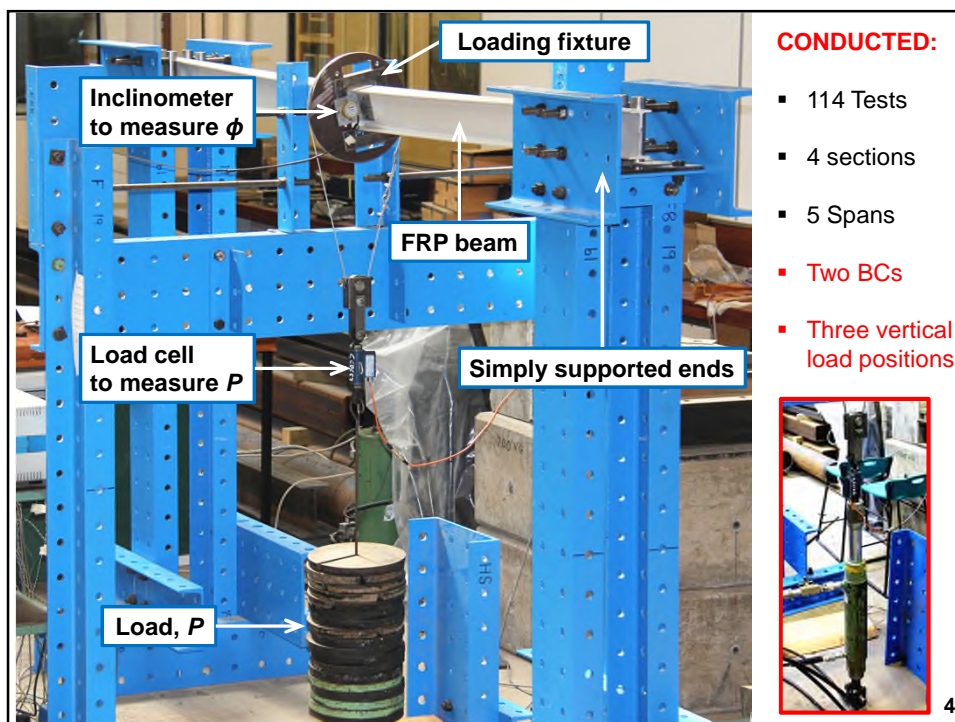 Loading fixture
Inclinometer
to measure ϕ
FRP beam
Load cell
to measure P
Simply supported ends
Load, P
CONDUCTED:
▪ 114 Tests
▪ 4 sections
▪ 5 Spans
▪ Two BCs
▪ Three vertical
load positions
4